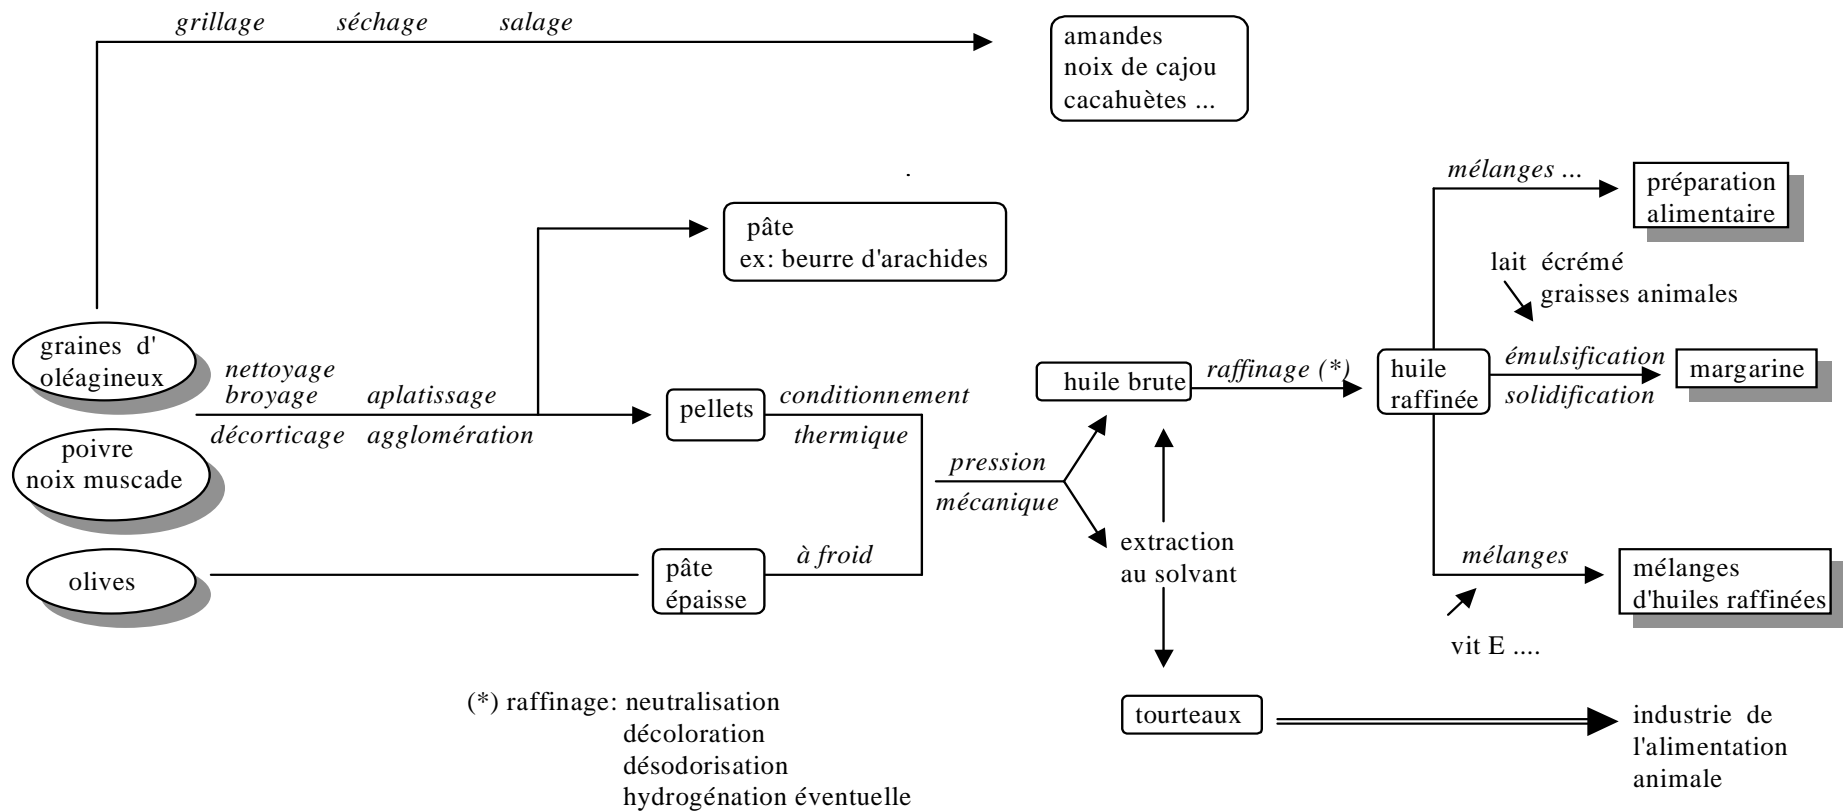 grillage séchage salage
amandes
noix de cajou
cacahuètes ...
mélanges ...
préparation
alimentaire
pâte
ex: beurre d'arachides
lait écrémé
graisses animales
graines d'
oléagineux
nettoyage
broyage aplatissage
décorticage agglomération
poivre
noix muscade
pellets
conditionnement
thermique
huile brute
raffinage (*)
huile
raffinée
émulsification
solidification
margarine
pression
mécanique
olives
pâte
épaisse
à froid
extraction
au solvant
mélanges
mélanges
d'huiles raffinées
vit E ....
(*) raffinage: neutralisation
décoloration
désodorisation
hydrogénation éventuelle
tourteaux
industrie de
l'alimentation
animale